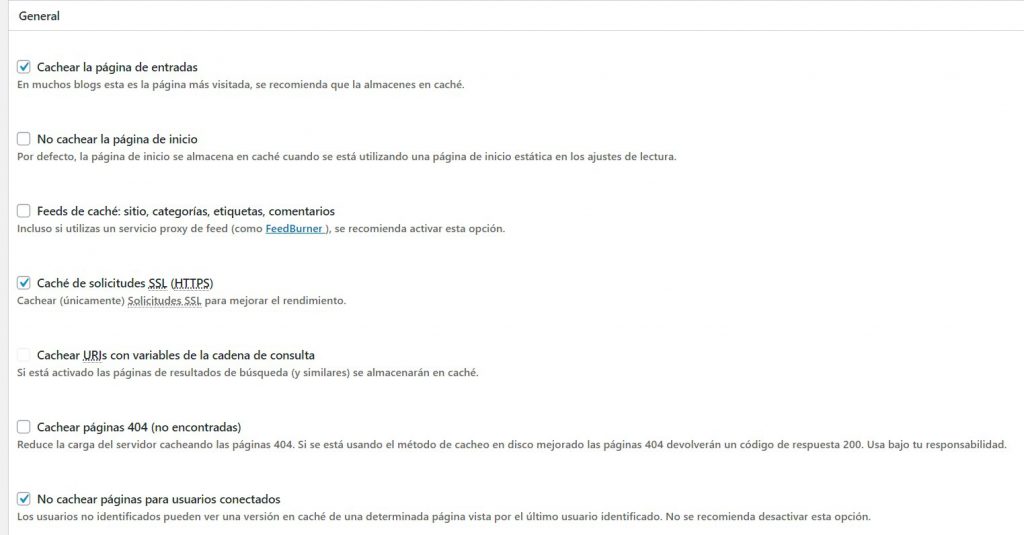 General
Cachear la página de entradas
En muchos blogs esta es la página más visitada, se recomienda que la almacenes en caché.
No cachear la página de inicio
Por defecto, la página de inicio se almacena en caché cuando se está utilizando una página de inicio estática en los ajustes de lectura.
Feeds de caché: sitio, categorías, etiquetas, comentarios
Incluso si utilizas un servicio proxy de feed (como FeedBurner ), se recomienda activar esta opción.
Caché de solicitudes SSL (HTTPS)
Cachear (únicamente) Solicitudes SSL para mejorar el rendimiento.
Cachear URIs con variables de la cadena de consulta
Si está activado las páginas de resultados de búsqueda (y similares) se almacenarán en caché.
Cachear páginas 404 (no encontradas)
Reduce la carga del servidor cacheando las páginas 404. Si se está usando el método de cacheo en disco mejorado las páginas 404 devolverán un código de respuesta 200. Usa bajo tu responsabilidad.
No cachear páginas para usuarios conectados
Los usuarios no identificados pueden ver una versión en caché de una determinada página vista por el último usuario identificado. No se recomienda desactivar esta opción.